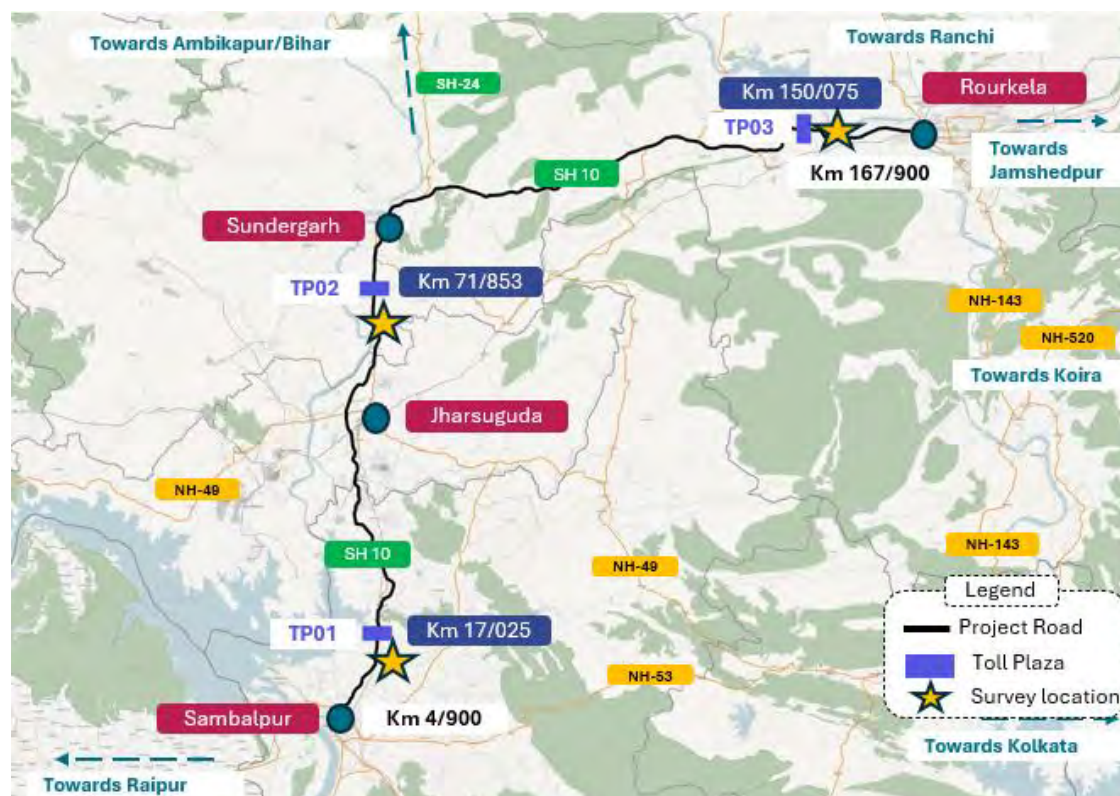 Towards Ambikapur/Bihar
Towards Ranchi
SH-24
Km 150/075
Rourkela
TP03
SH 10
Km 167/900
Towards
Jamshedpur
Sundergarh
TP02
Km 71/853
NH-143
NH-520
Towards Koira
Jharsuguda
NH-49
SH 10
NH-49
NH-143
Legend
Project Road
TP01
Km 17/025
Toll Plaza
NH-53
Survey location
Sambalpur
Km 4/900
Towards Kolkata
Towards Raipur